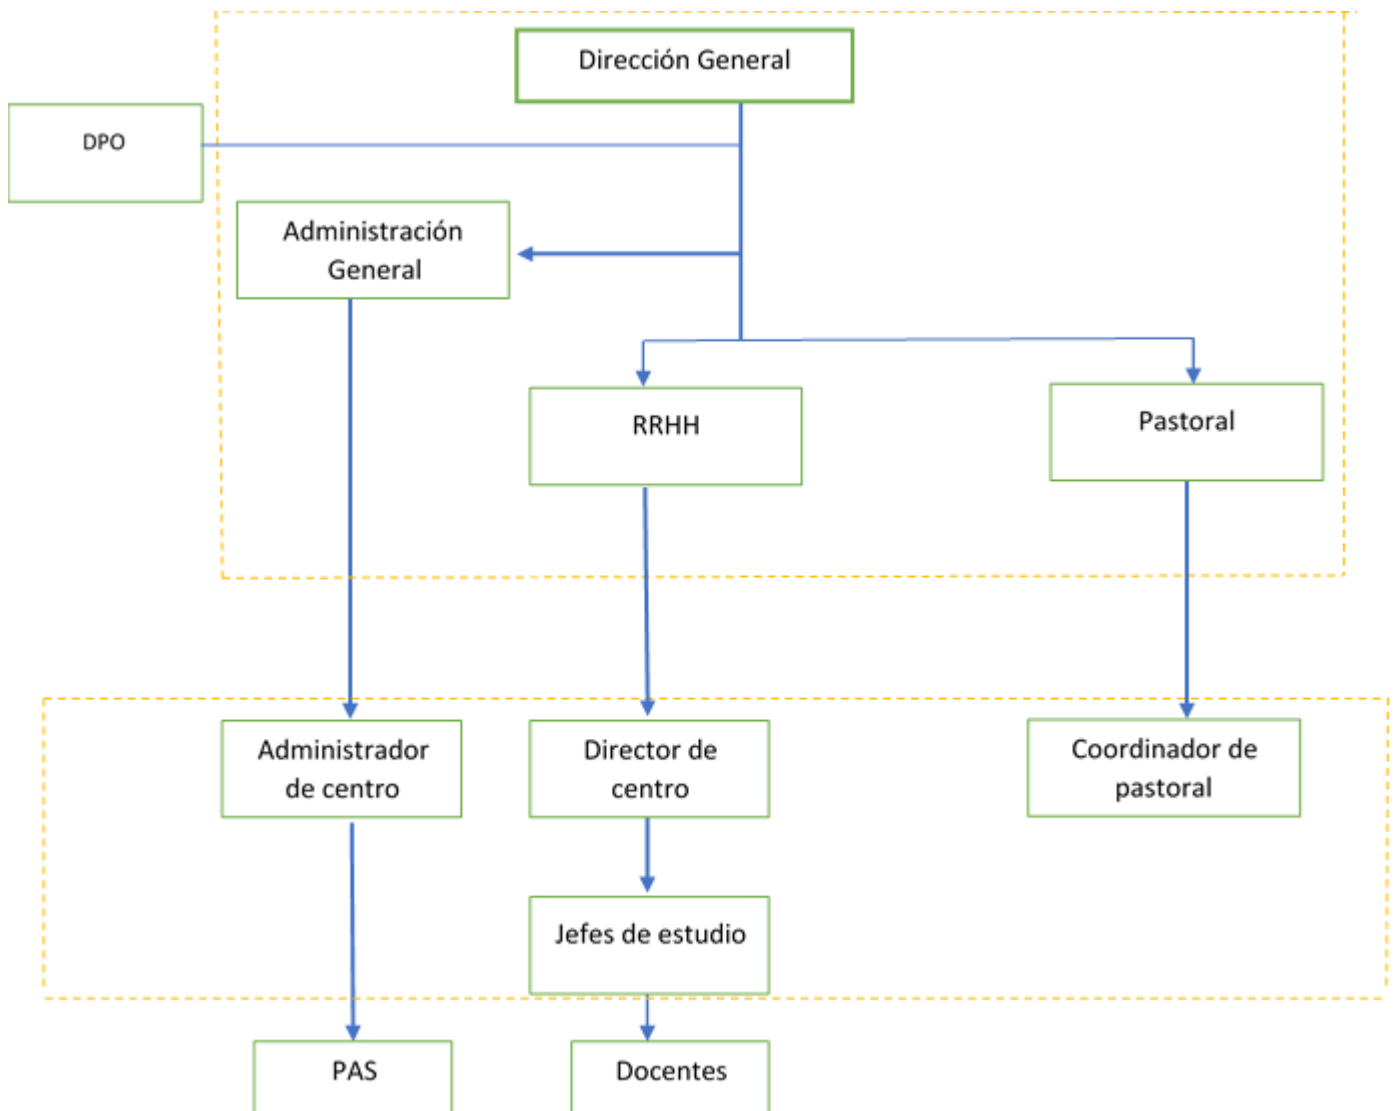 Dirección General
DPO
Administración
General
RRHH
Pastoral
Administrador
de centro
Director de
centro
Coordinador de
pastoral
Jefes de estudio
PAS
Docentes